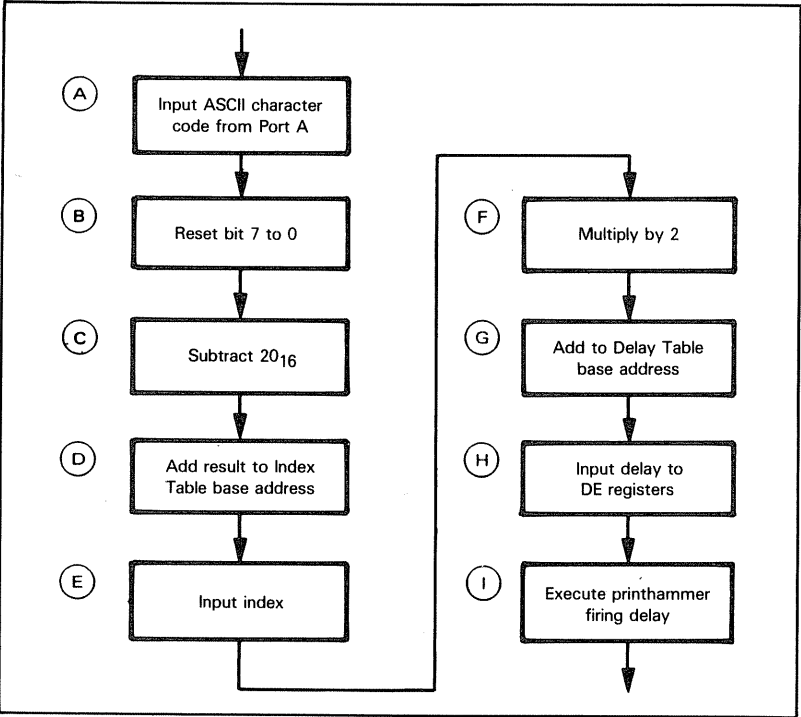 A
Input ASCII character
code from Port A
B
Reset bit 7 to 0
C
Subtract 20₁₆
D
Add result to Index
Table base address
E
Input index
F
Multiply by 2
G
Add to Delay Table
base address
H
Input delay to
DE registers
I
Execute printhammer
firing delay